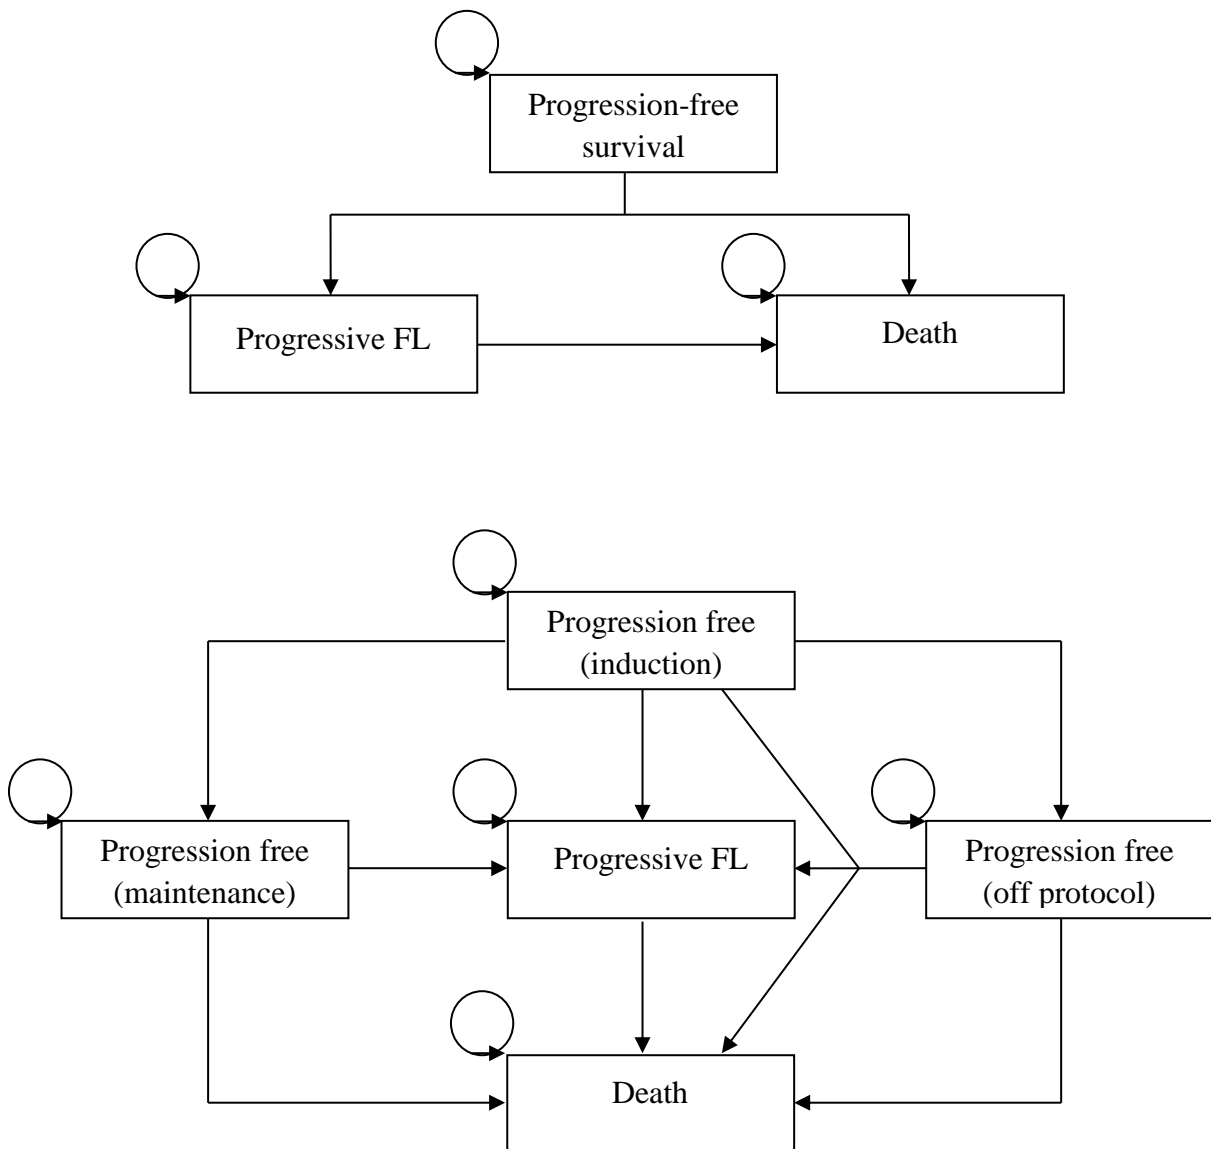 Progression-free
survival
Progressive FL
Death
Progression free
(induction)
Progression free
(maintenance)
Progressive FL
Progression free
(off protocol)
Death